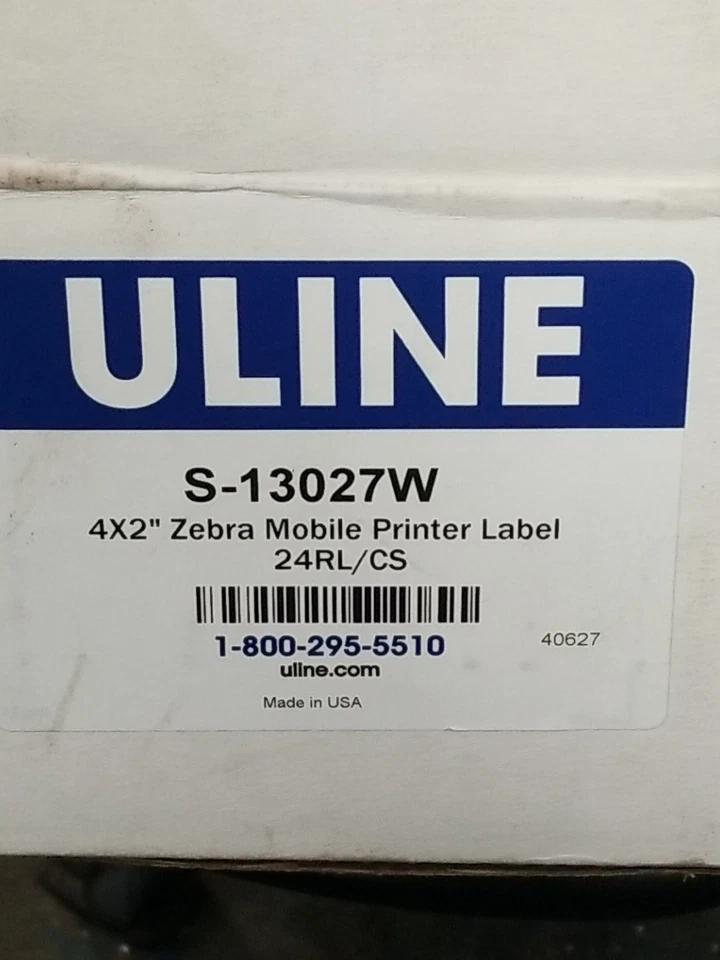 ULINE
S-13027W
4X2" Zebra Mobile Printer Label
24RL/CS
1-800-295-5510
40627
uline.com
Made in USA